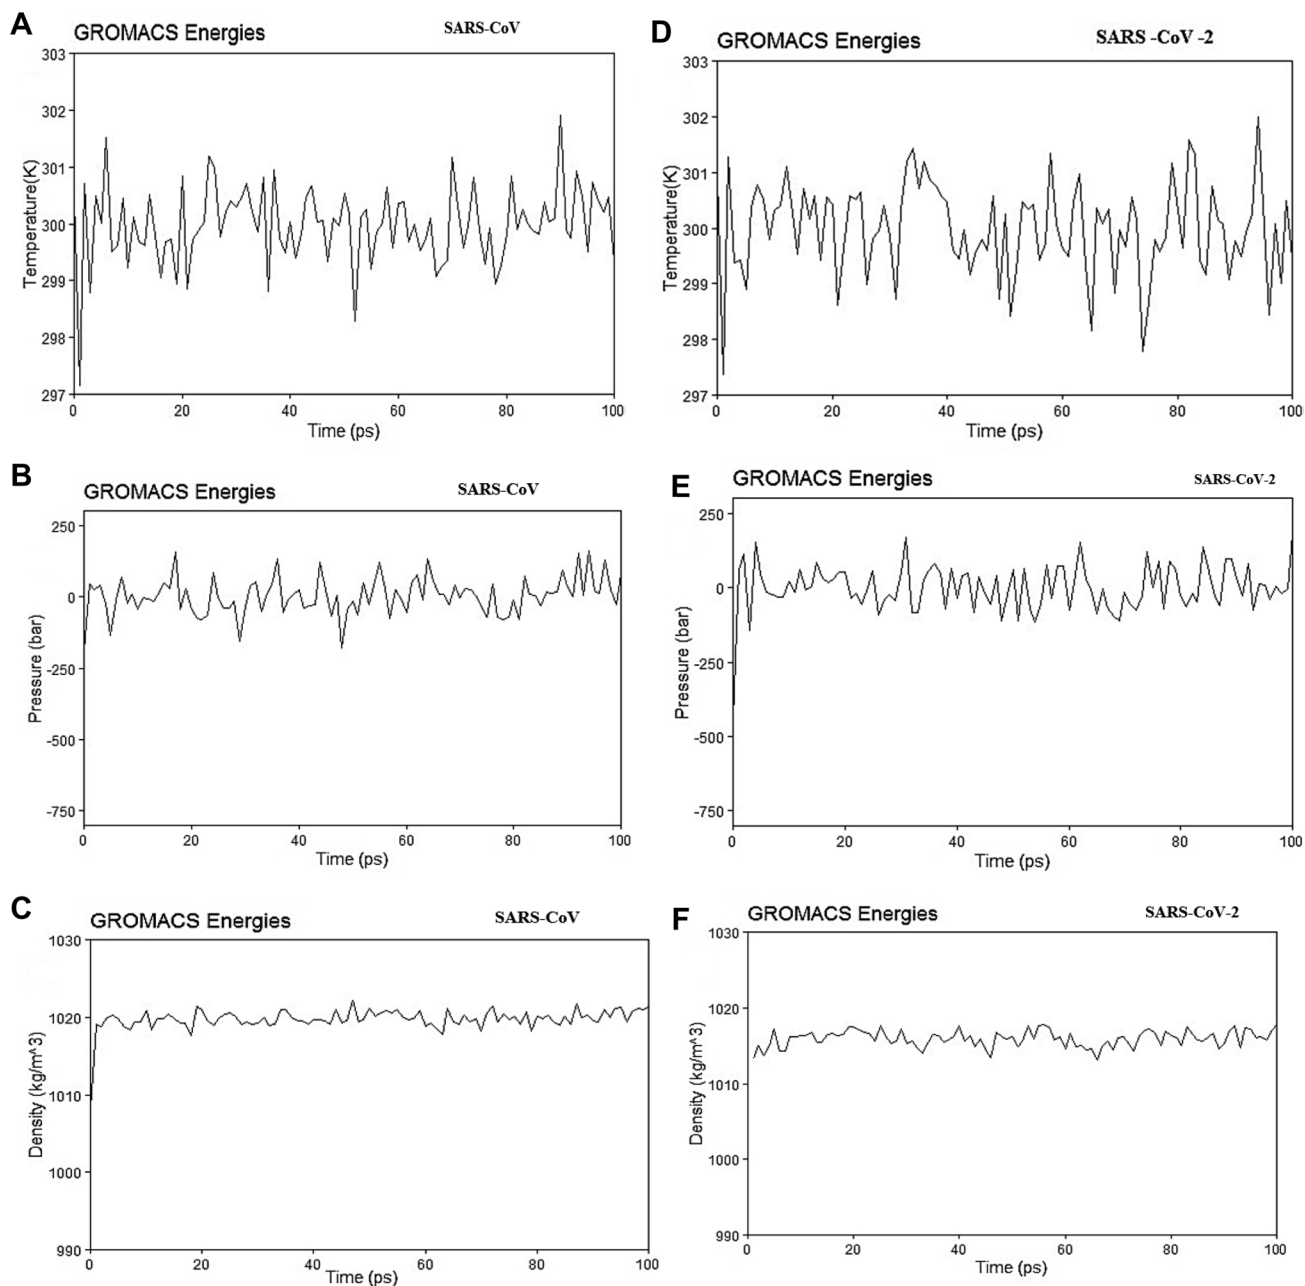 A
GROMACS Energies
SARS-CoV
303
302
301
300
299
298
297
Temperature(K)
0 20 40 60 80 100
Time (ps)
D
GROMACS Energies
SARS -CoV -2
303
302
301
300
299
298
297
Temperature(K)
0 20 40 60 80 100
Time (ps)
B
GROMACS Energies
SARS-CoV
250
0
-250
-500
-750
Pressure (bar)
0 20 40 60 80 100
Time (ps)
E
GROMACS Energies
SARS-CoV-2
250
0
-250
-500
-750
Pressure (bar)
0 20 40 60 80 100
Time (ps)
C
GROMACS Energies
SARS-CoV
1030
1020
1010
1000
990
Density (kg/m^3)
0 20 40 60 80 100
Time (ps)
F
GROMACS Energies
SARS-CoV-2
1030
1020
1010
1000
990
Density (kg/m^3)
0 20 40 60 80 100
Time (ps)